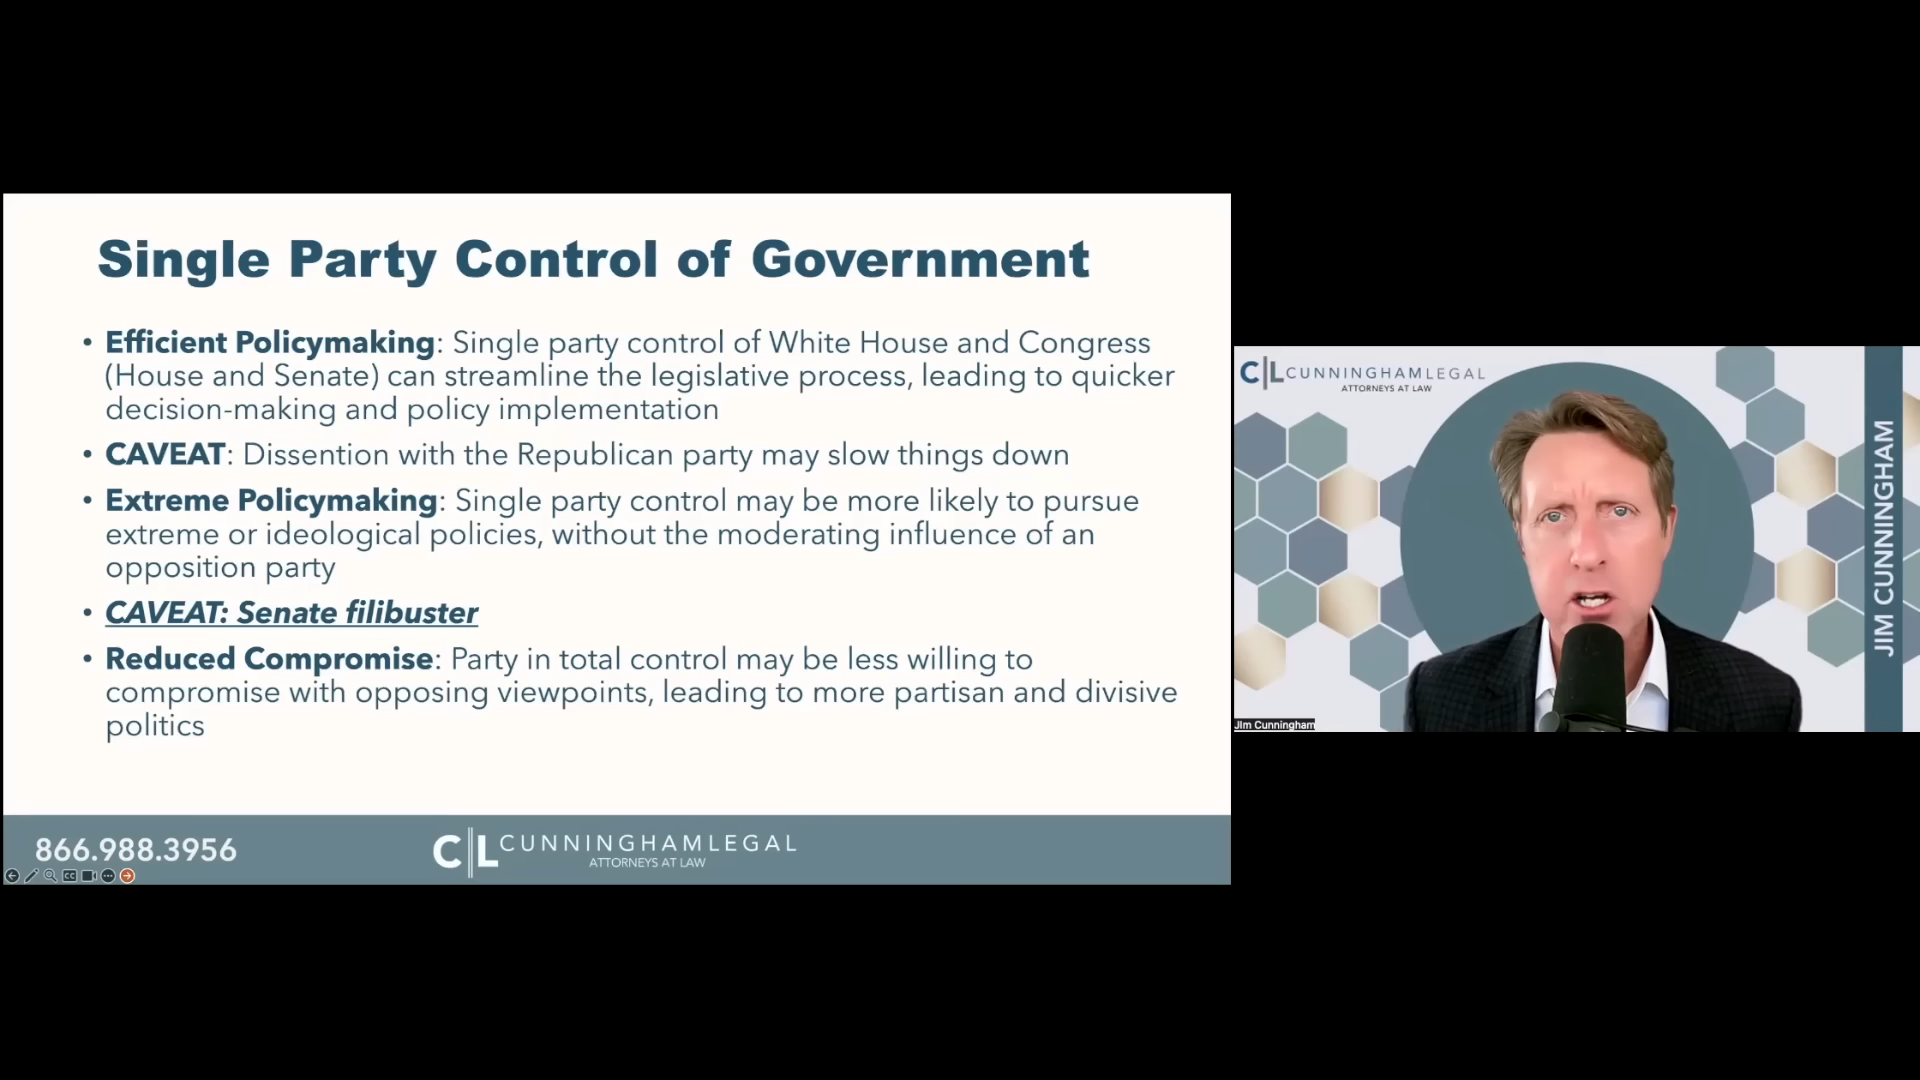 Single Party Control of Government
• Efficient Policymaking: Single party control of White House and Congress
(House and Senate) can streamline the legislative process, leading to quicker
decision-making and policy implementation
• CAVEAT: Dissention with the Republican party may slow things down
• Extreme Policymaking: Single party control may be more likely to pursue
extreme or ideological policies, without the moderating influence of an
opposition party
• CAVEAT: Senate filibuster
• Reduced Compromise: Party in total control may be less willing to
compromise with opposing viewpoints, leading to more partisan and divisive
politics
866.988.3956
CL CUNNINGHAMLEGAL
ATTORNEYS AT LAW
CC
CL CUNNINGHAMLEGAL
ATTORNEYS AT LAW
JIM CUNNINGHAM
JIm Cunningham